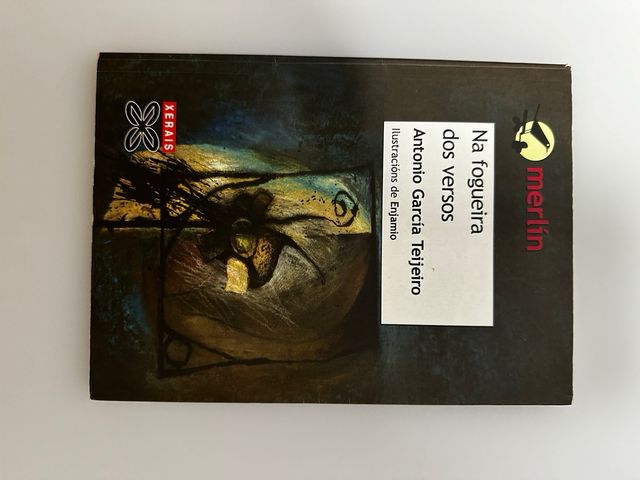 merlín
Na fogueira
dos versos
Antonio García Teijeiro
Ilustracións de Enjamio
XERAIS